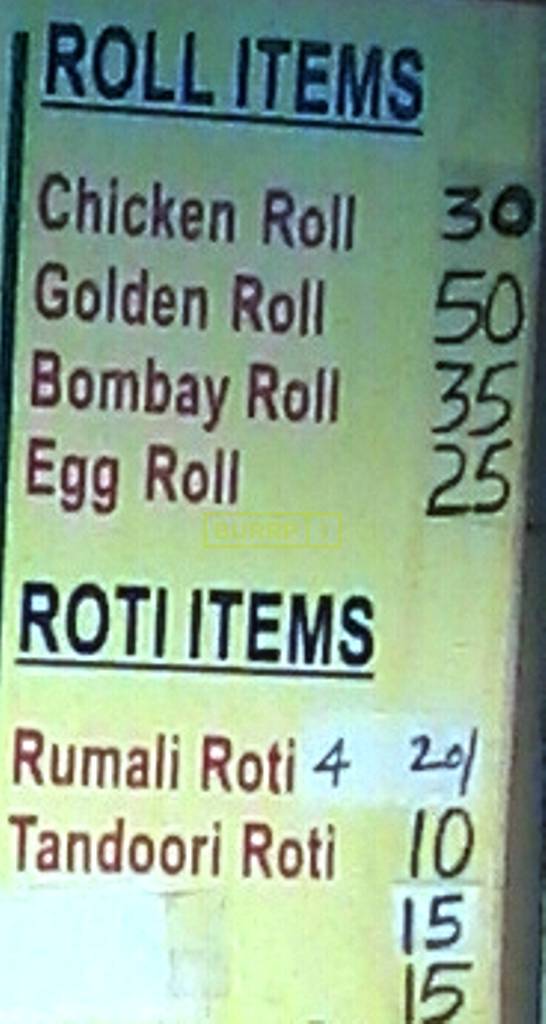 ROLL ITEMS
Chicken Roll 30
Golden Roll 50
Bombay Roll 35
Egg Roll 25
BURRP !
ROTI ITEMS
Rumali Roti 4 20/
Tandoori Roti 10
15
15